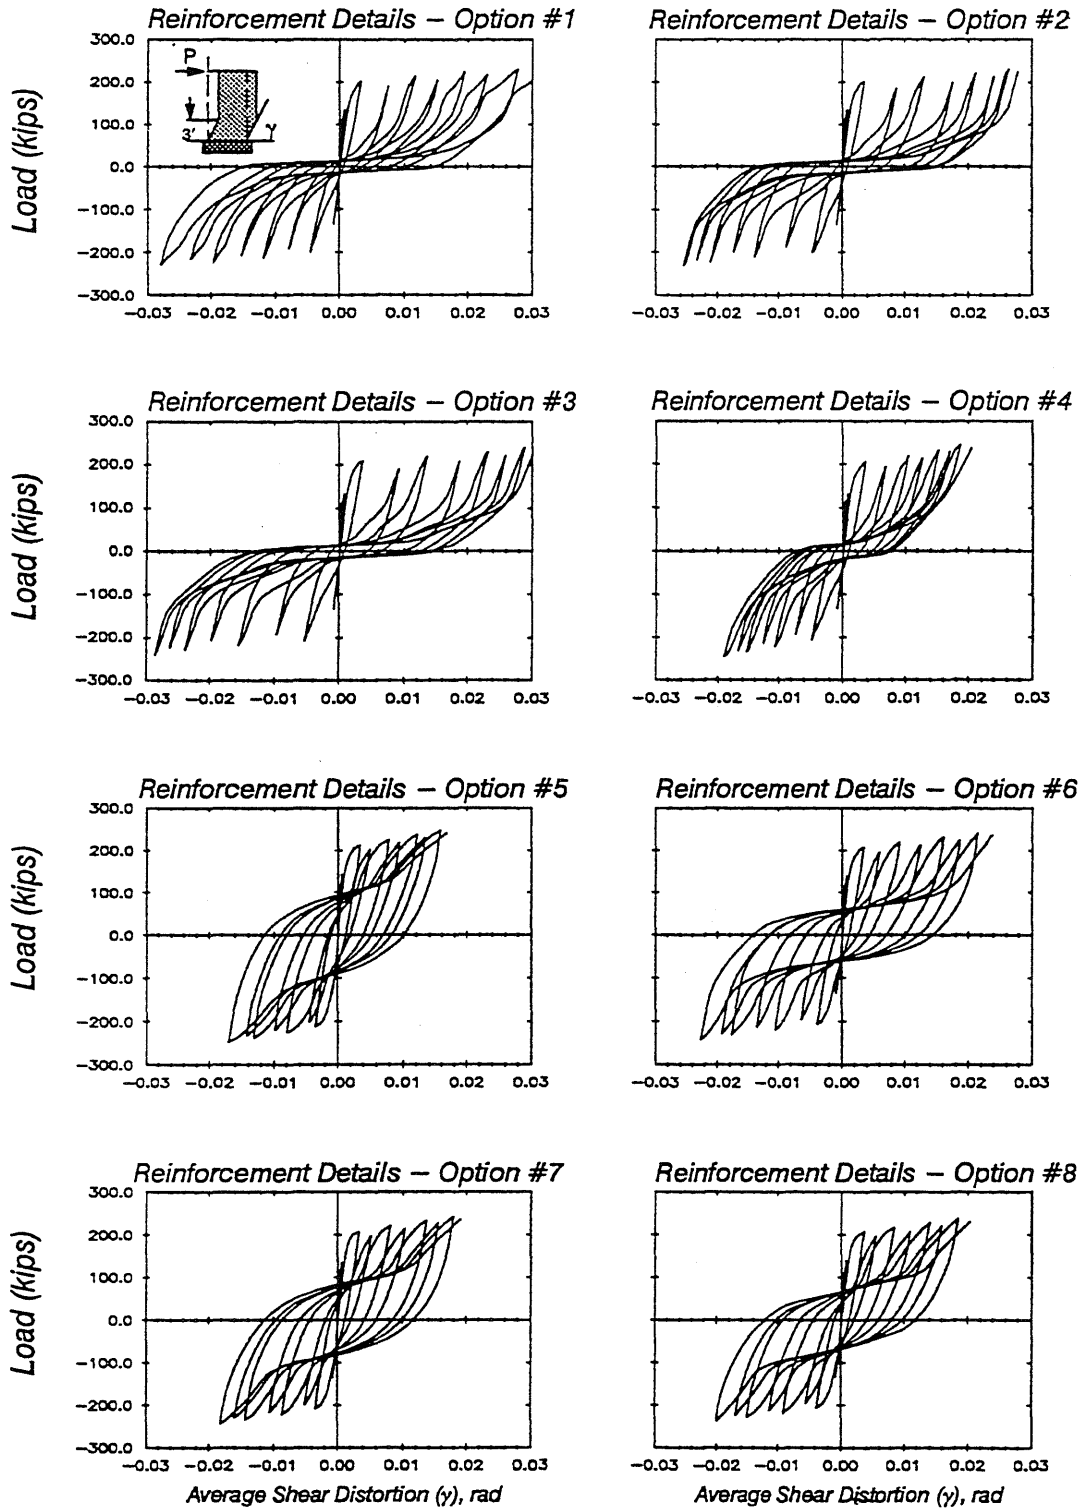 Reinforcement Details – Option #1
Reinforcement Details – Option #2
Load (kips)
300.0
200.0
100.0
0.0
-100.0
-200.0
-300.0
P
3'
γ
-0.03 -0.02 -0.01 0.00 0.01 0.02 0.03
-0.03 -0.02 -0.01 0.00 0.01 0.02 0.03
Reinforcement Details – Option #3
Reinforcement Details – Option #4
Load (kips)
300.0
200.0
100.0
0.0
-100.0
-200.0
-300.0
-0.03 -0.02 -0.01 0.00 0.01 0.02 0.03
-0.03 -0.02 -0.01 0.00 0.01 0.02 0.03
Reinforcement Details – Option #5
Reinforcement Details – Option #6
Load (kips)
300.0
200.0
100.0
0.0
-100.0
-200.0
-300.0
-0.03 -0.02 -0.01 0.00 0.01 0.02 0.03
-0.03 -0.02 -0.01 0.00 0.01 0.02 0.03
Reinforcement Details – Option #7
Reinforcement Details – Option #8
Load (kips)
300.0
200.0
100.0
0.0
-100.0
-200.0
-300.0
-0.03 -0.02 -0.01 0.00 0.01 0.02 0.03
-0.03 -0.02 -0.01 0.00 0.01 0.02 0.03
Average Shear Distortion (γ), rad
Average Shear Distortion (γ), rad